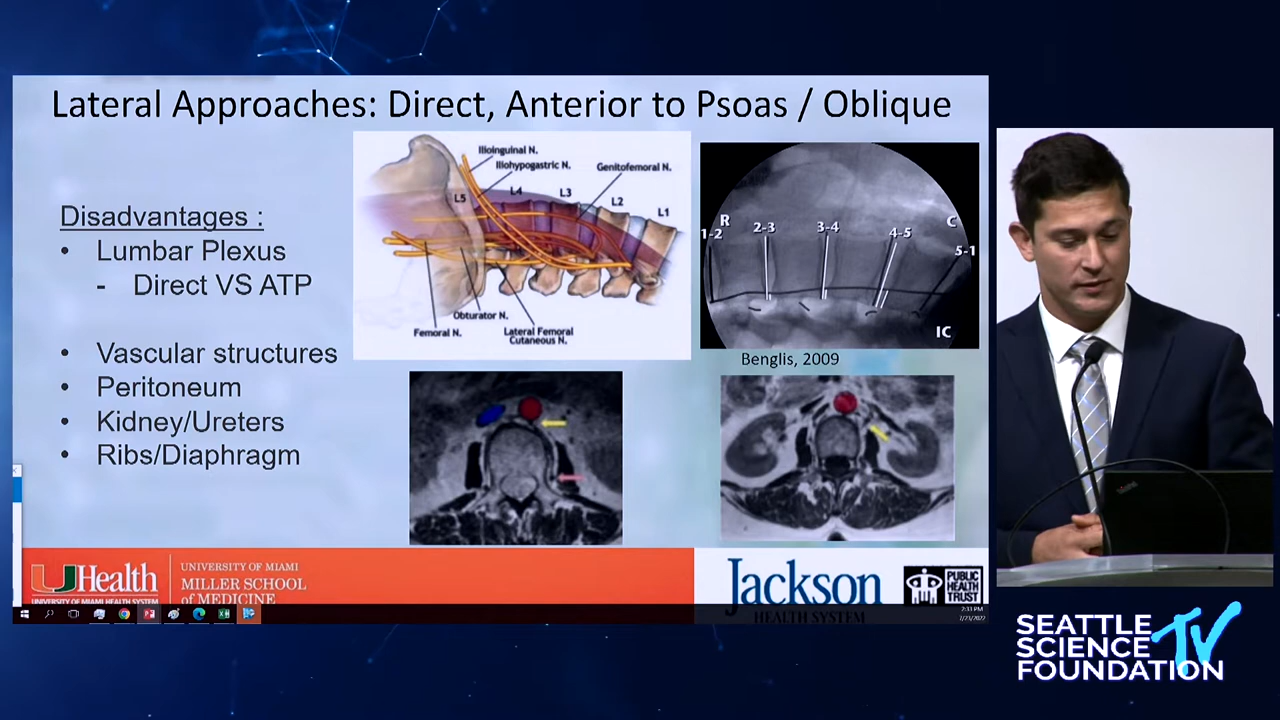 Lateral Approaches: Direct, Anterior to Psoas / Oblique
Disadvantages :
• Lumbar Plexus
- Direct VS ATP
• Vascular structures
• Peritoneum
• Kidney/Ureters
• Ribs/Diaphragm
Ilioinguinal N.
Iliohypogastric N.
Genitofemoral N.
L5
L4
L3
L2
L1
Obturator N.
Femoral N.
Lateral Femoral
Cutaneous N.
R
C
1-2
2-3
3-4
4-5
5-1
IC
Benglis, 2009
UHealth
UNIVERSITY OF MIAMI HEALTH SYSTEM
UNIVERSITY OF MIAMI
MILLER SCHOOL
of MEDICINE
Jackson
HEALTH SYSTEM
PUBLIC
HEALTH
TRUST
2:33 PM
SEATTLE
SCIENCE
FOUNDATION
TV